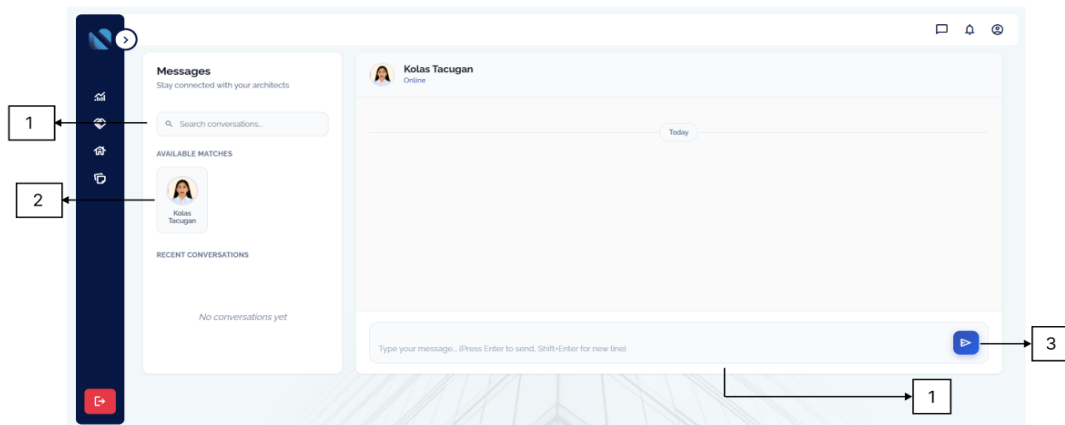 Messages
Stay connected with your architects
Search conversations...
AVAILABLE MATCHES
Kolas
Tacugan
RECENT CONVERSATIONS
No conversations yet
Kolas Tacugan
Online
Today
Type your message... (Press Enter to send, Shift+Enter for new line)
1
2
3
1